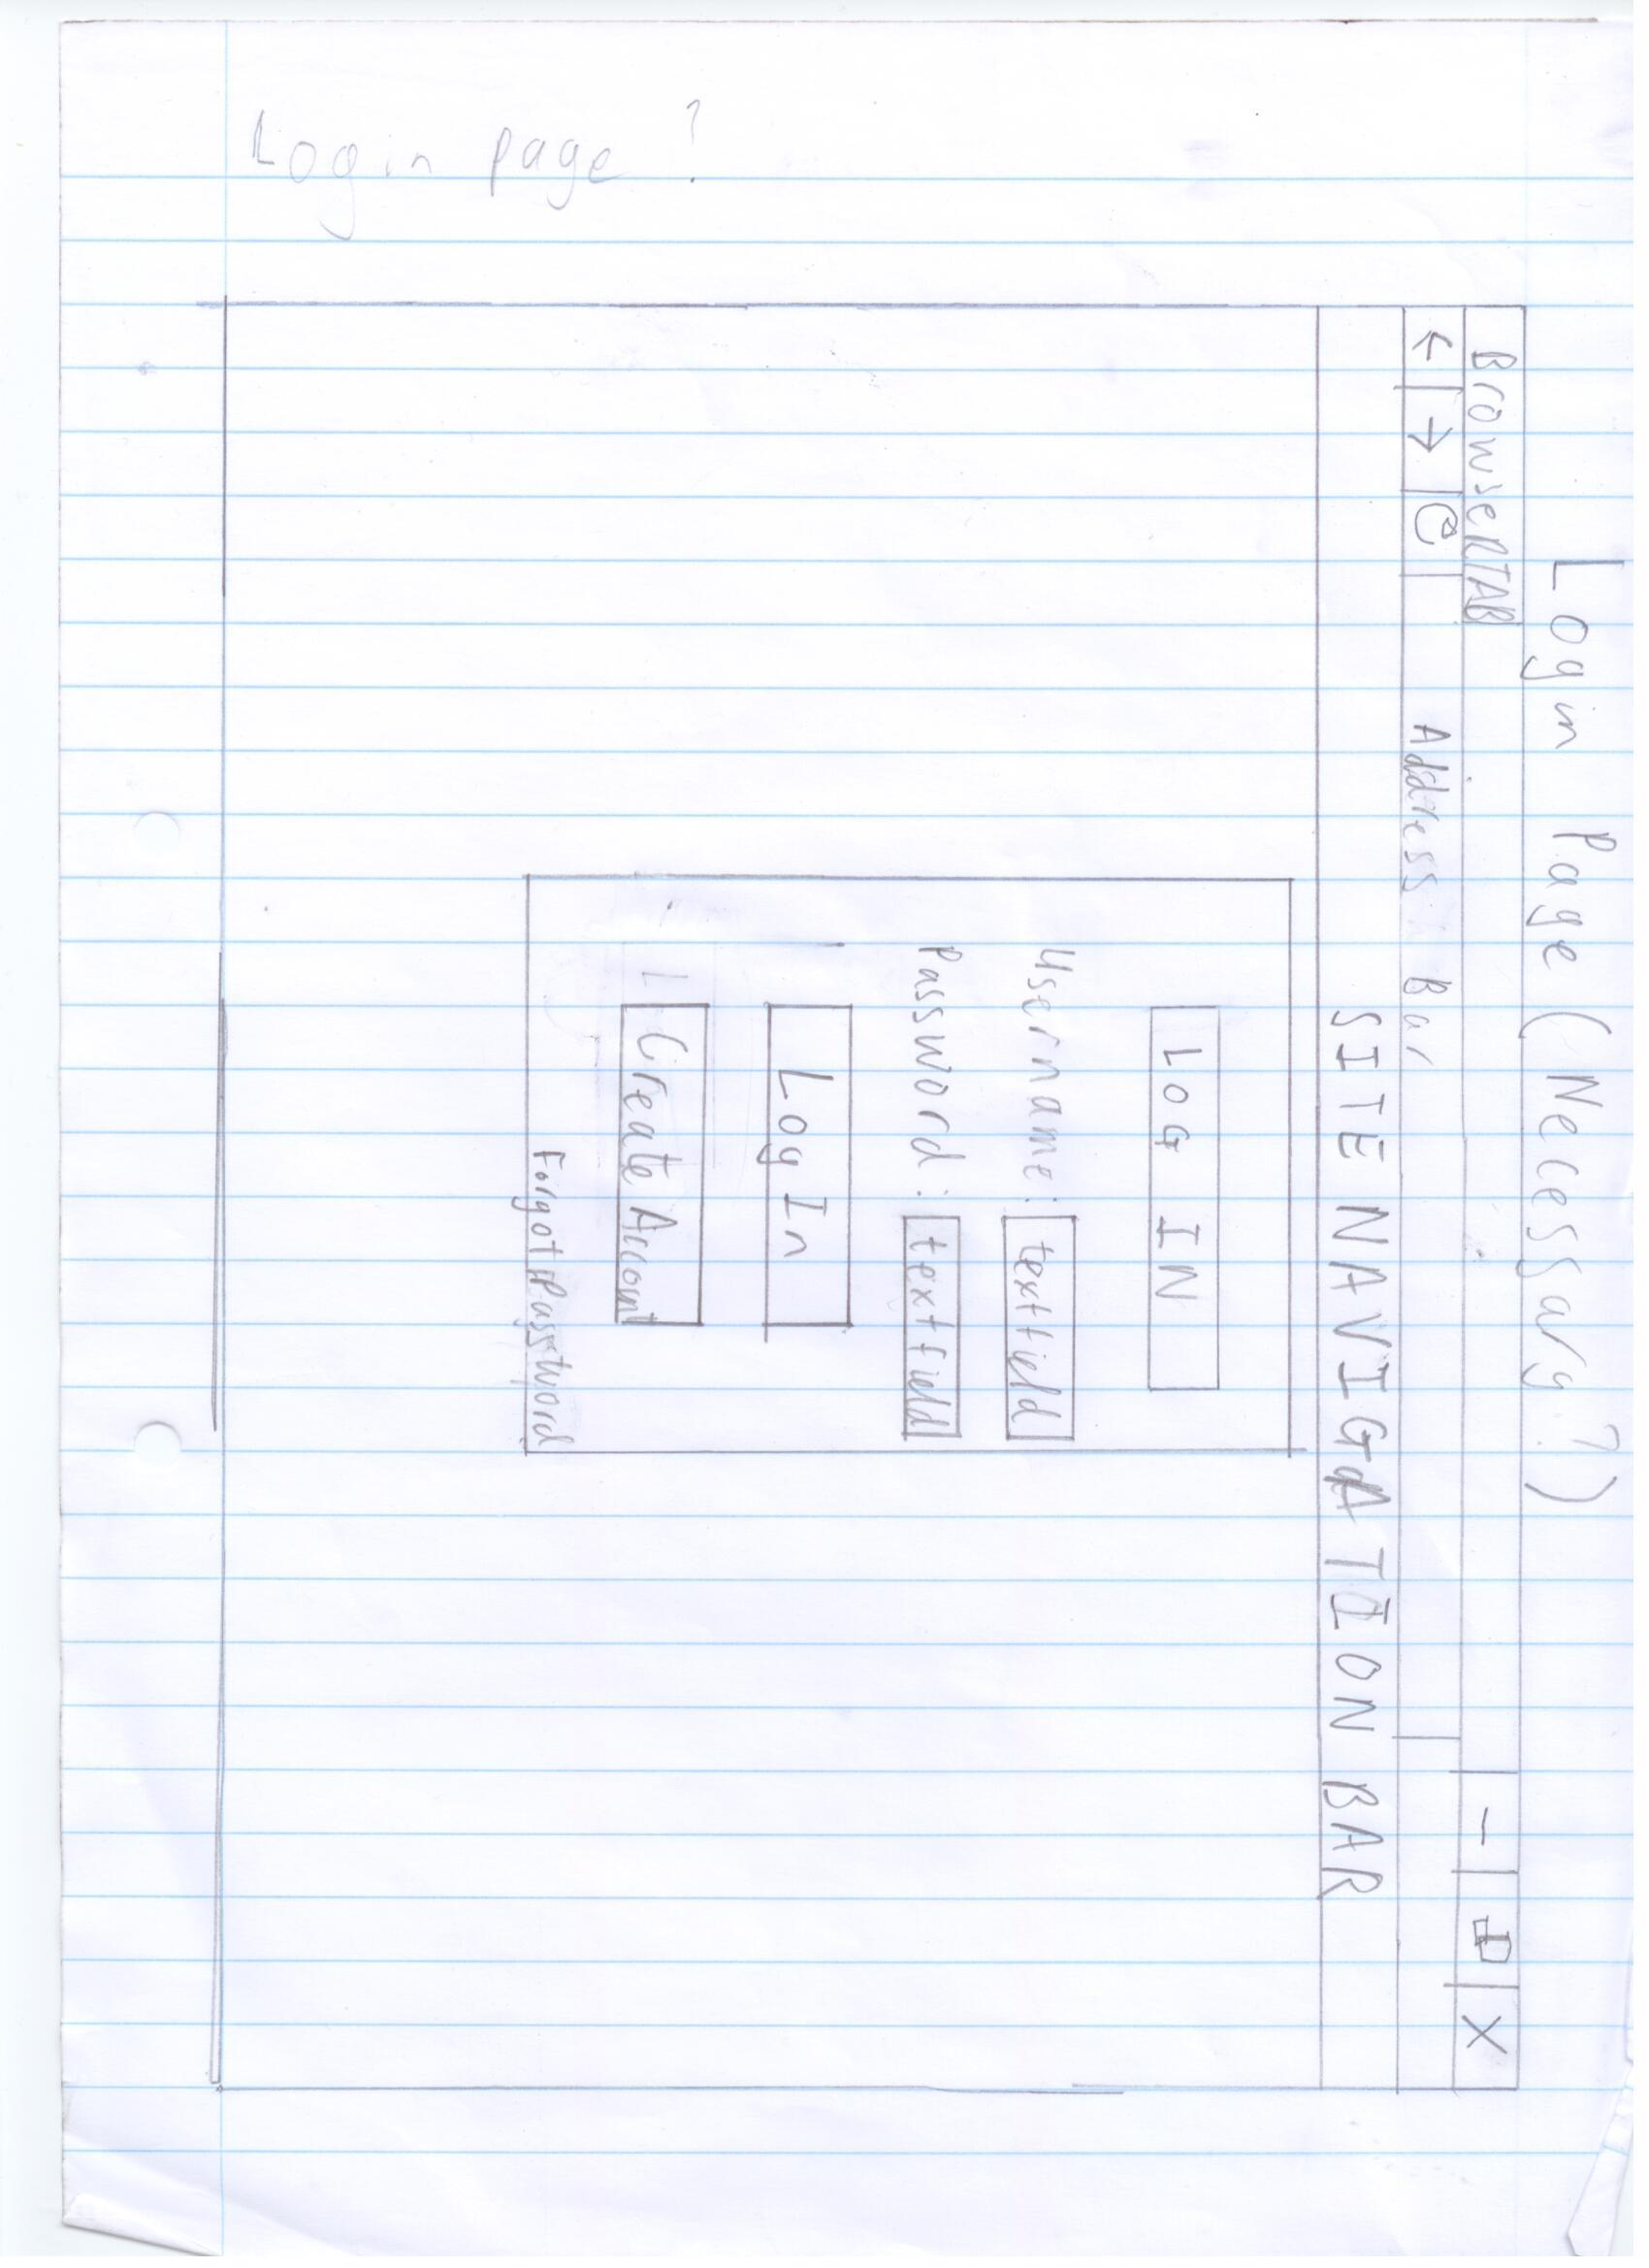 Login Page (Necessary?)
BrowseRTAB — X
← → Address Bar
SITE NAVIGATION BAR
LOG IN
Username: textfield
Password: textfield
Log In
Create Account
Forgot Password
Login page?